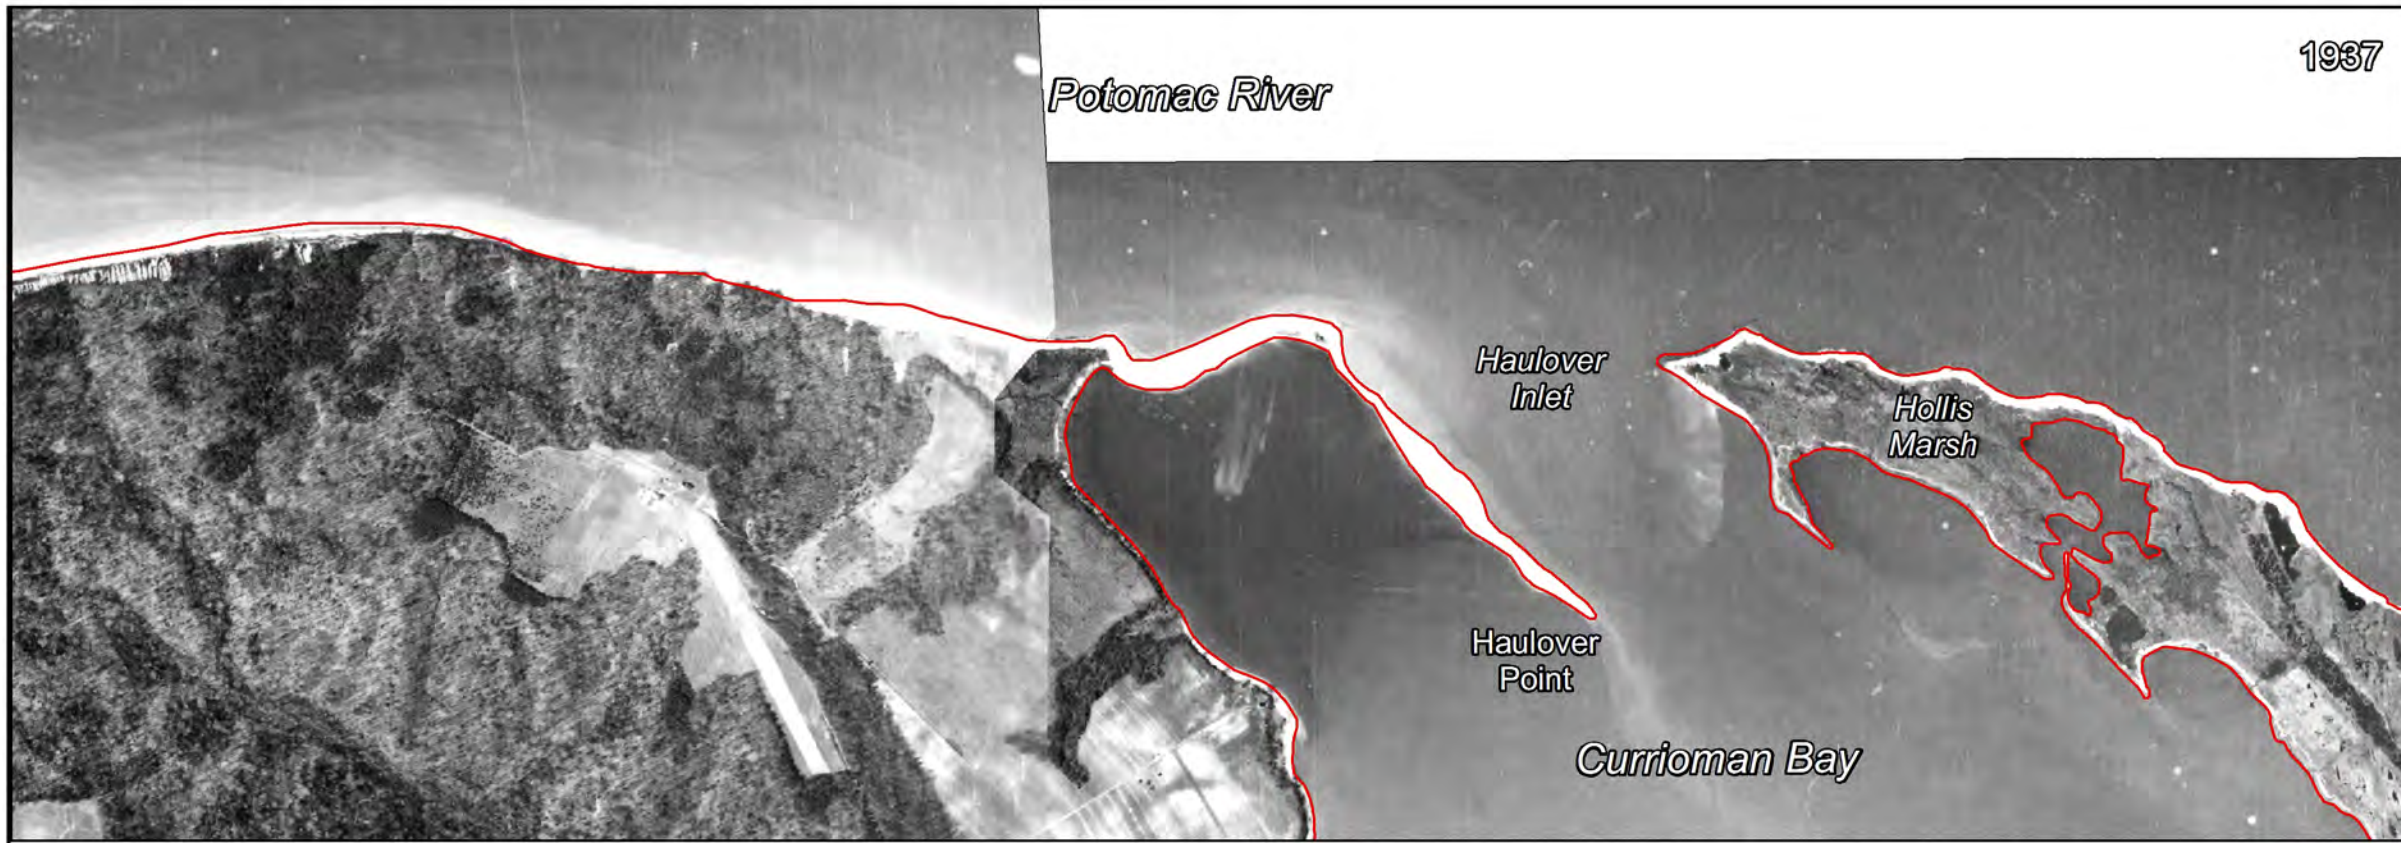 1937
Potomac River
Haulover
Inlet
Hollis
Marsh
Haulover
Point
Currioman Bay